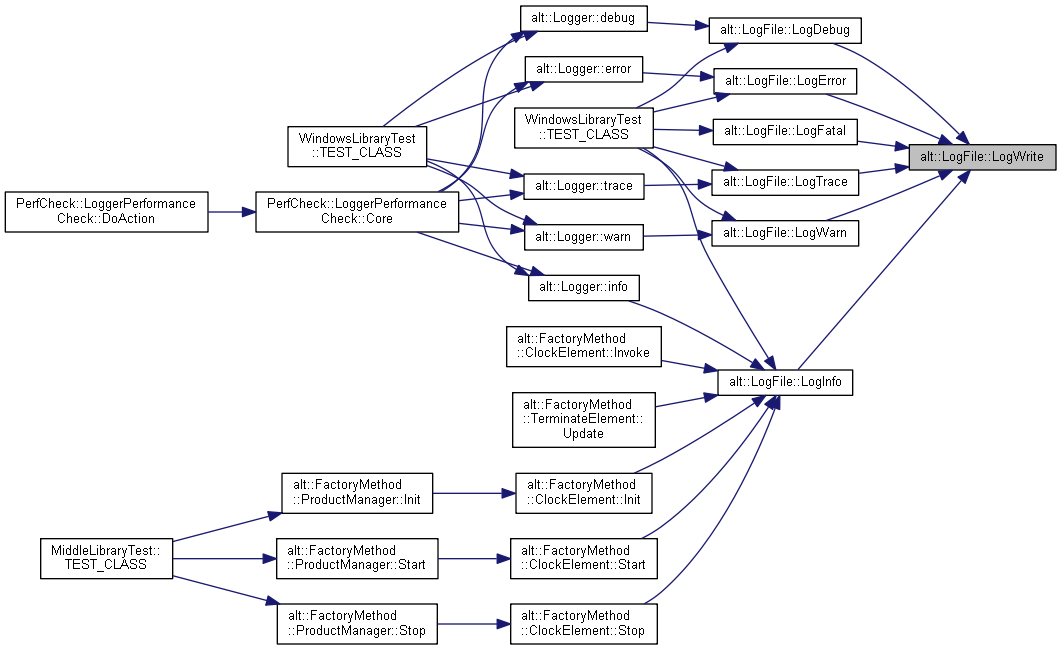 alt::Logger::debug
alt::LogFile::LogDebug
alt::Logger::error
alt::LogFile::LogError
WindowsLibraryTest
::TEST_CLASS
alt::LogFile::LogFatal
WindowsLibraryTest
::TEST_CLASS
alt::LogFile::LogWrite
alt::Logger::trace
alt::LogFile::LogTrace
PerfCheck::LoggerPerformance
Check::DoAction
PerfCheck::LoggerPerformance
Check::Core
alt::Logger::warn
alt::LogFile::LogWarn
alt::Logger::info
alt::FactoryMethod
::ClockElement::Invoke
alt::LogFile::LogInfo
alt::FactoryMethod
::TerminateElement::
Update
alt::FactoryMethod
::ProductManager::Init
alt::FactoryMethod
::ClockElement::Init
MiddleLibraryTest::
TEST_CLASS
alt::FactoryMethod
::ProductManager::Start
alt::FactoryMethod
::ClockElement::Start
alt::FactoryMethod
::ProductManager::Stop
alt::FactoryMethod
::ClockElement::Stop